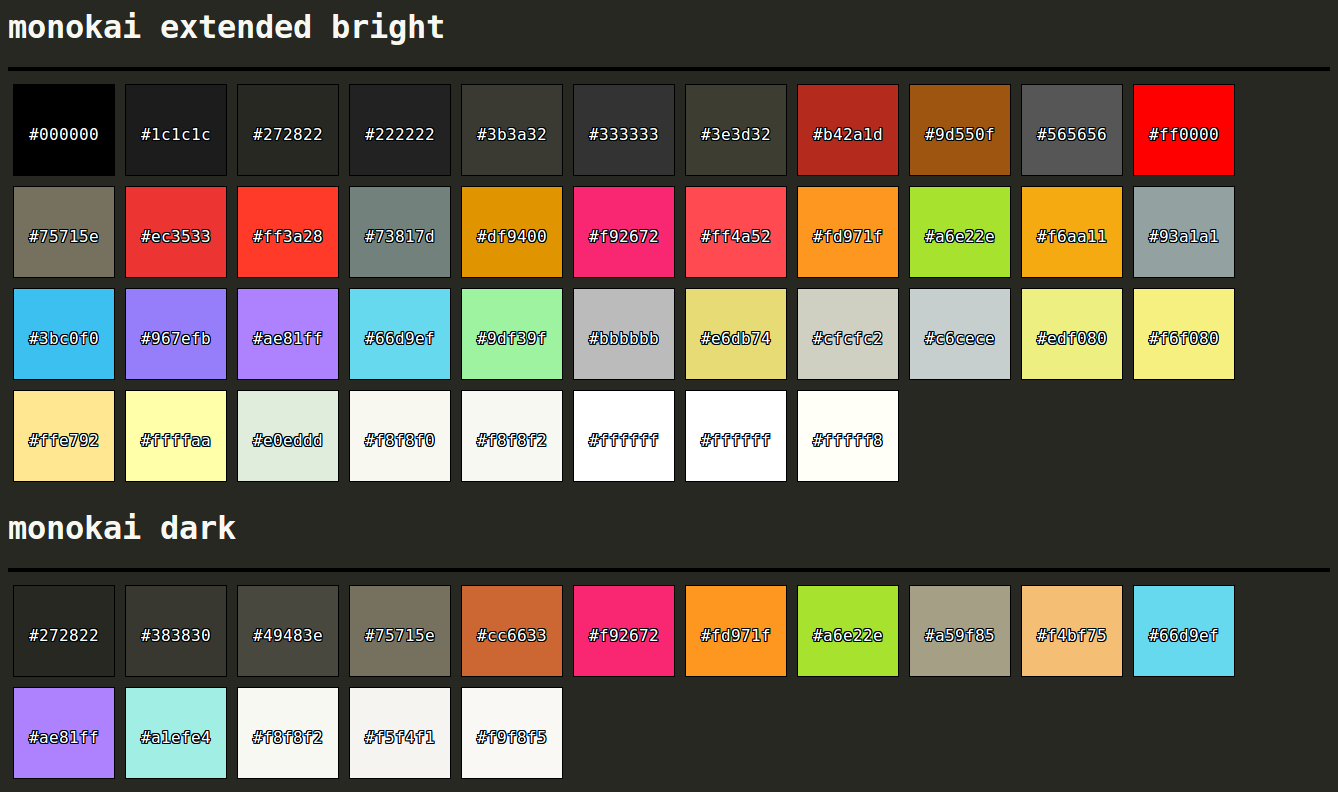 monokai extended bright
#000000 #1c1c1c #272822 #222222 #3b3a32 #333333 #3e3d32 #b42a1d #9d550f #565656 #ff0000
#75715e #ec3533 #ff3a28 #73817d #df9400 #f92672 #ff4a52 #fd971f #a6e22e #f6aa11 #93a1a1
#3bc0f0 #967efb #ae81ff #66d9ef #9df39f #bbbbbb #e6db74 #cfcfc2 #c6cece #edf080 #f6f080
#ffe792 #ffffaa #e0eddd #f8f8f0 #f8f8f2 #ffffff #ffffff #fffff8
monokai dark
#272822 #383830 #49483e #75715e #cc6633 #f92672 #fd971f #a6e22e #a59f85 #f4bf75 #66d9ef
#ae81ff #a1efe4 #f8f8f2 #f5f4f1 #f9f8f5